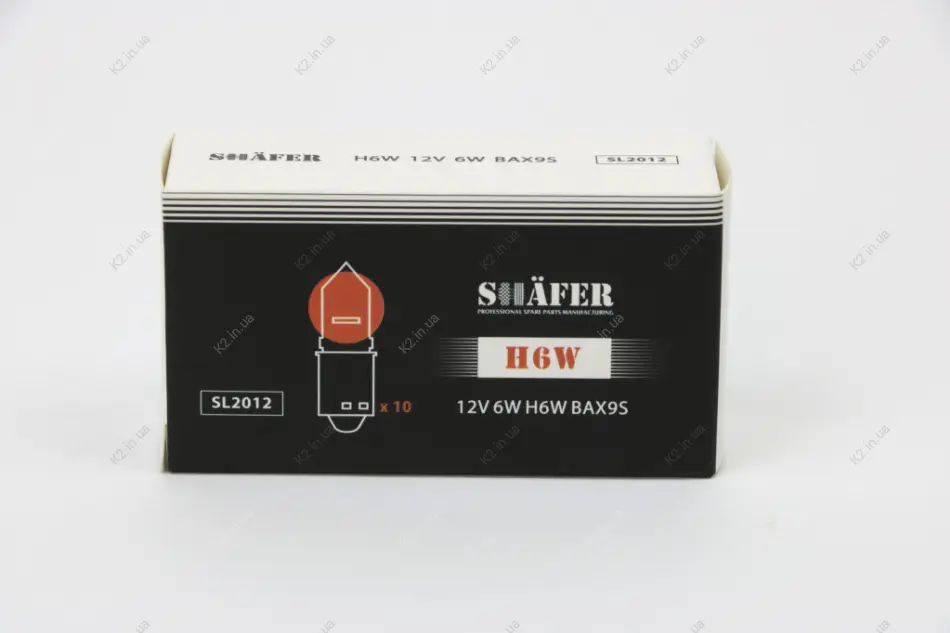 SHÄFER H6W 12V 6W BAX9S SL2012
SHÄFER
PROFESSIONAL SPARE PARTS MANUFACTURING
H6W
SL2012
x 10
12V 6W H6W BAX9S
K2.in.ua